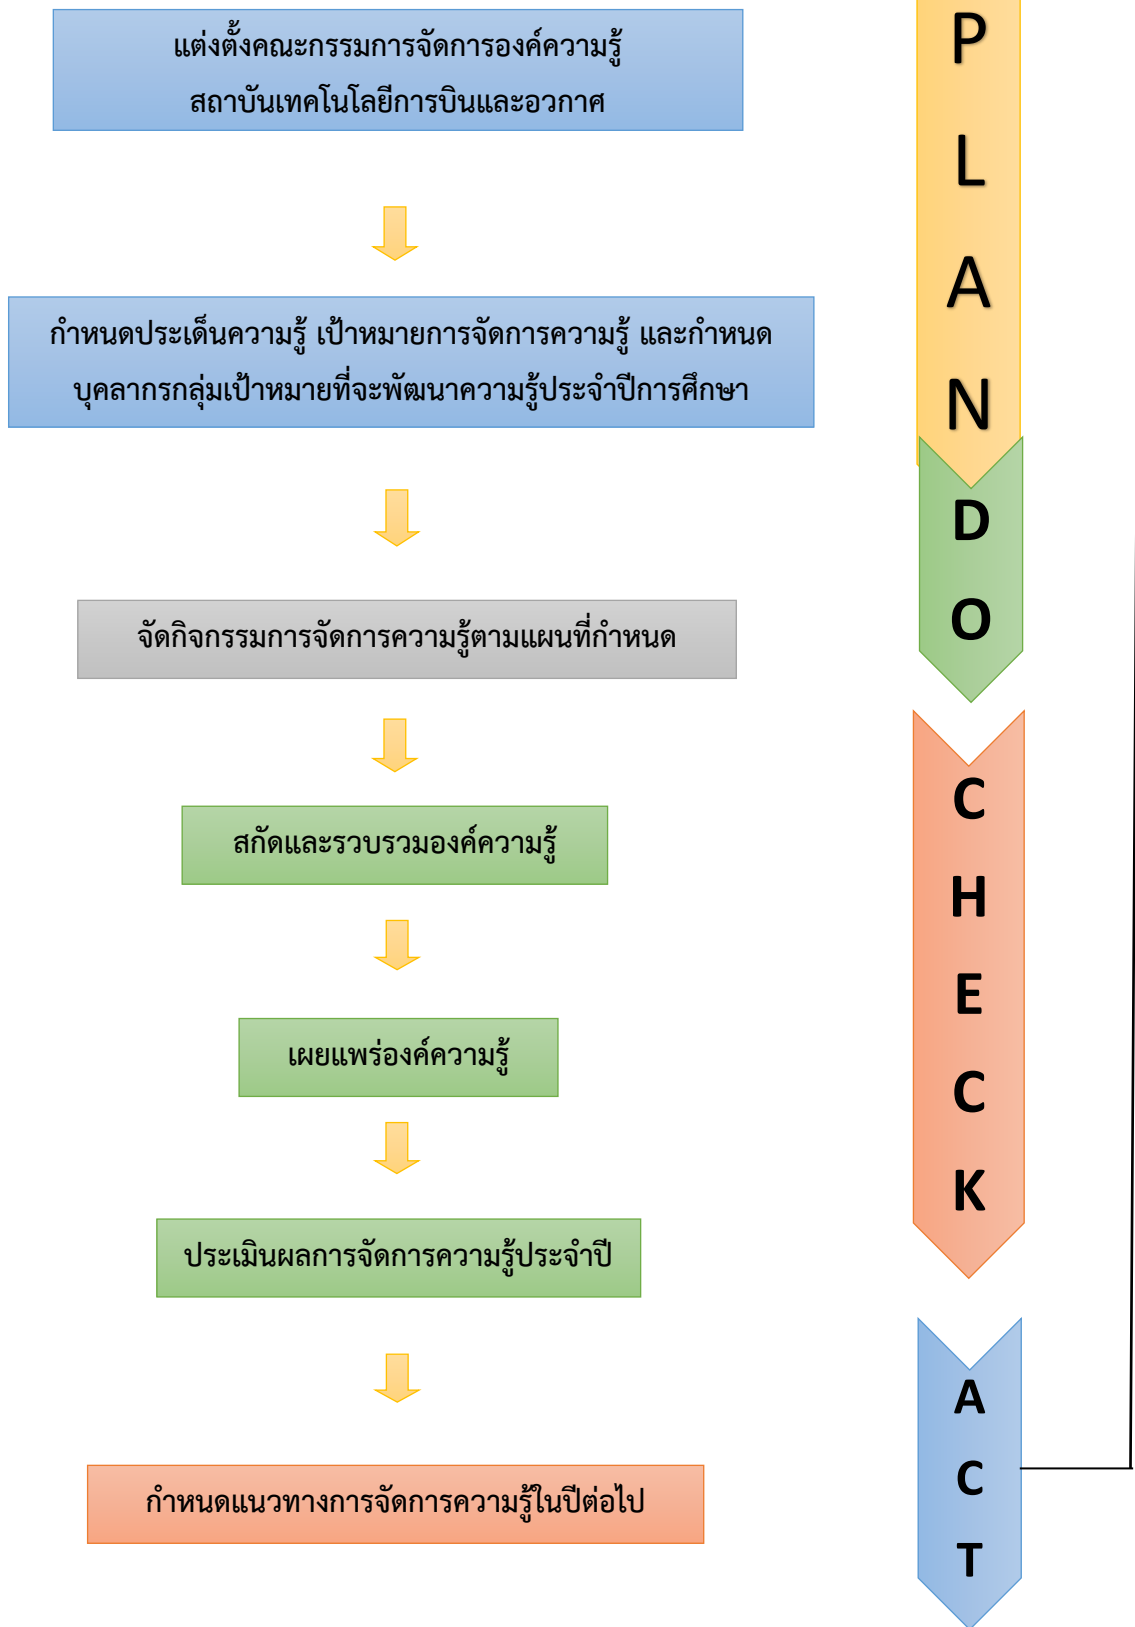 แต่งตั้งคณะกรรมการจัดการองค์ความรู้
สถาบันเทคโนโลยีการบินและอวกาศ
กำหนดประเด็นความรู้ เป้าหมายการจัดการความรู้ และกำหนด
บุคลากรกลุ่มเป้าหมายที่จะพัฒนาความรู้ประจำปีการศึกษา
จัดกิจกรรมการจัดการความรู้ตามแผนที่กำหนด
สกัดและรวบรวมองค์ความรู้
เผยแพร่องค์ความรู้
ประเมินผลการจัดการความรู้ประจำปี
กำหนดแนวทางการจัดการความรู้ในปีต่อไป
P
L
A
N
D
O
C
H
E
C
K
A
C
T